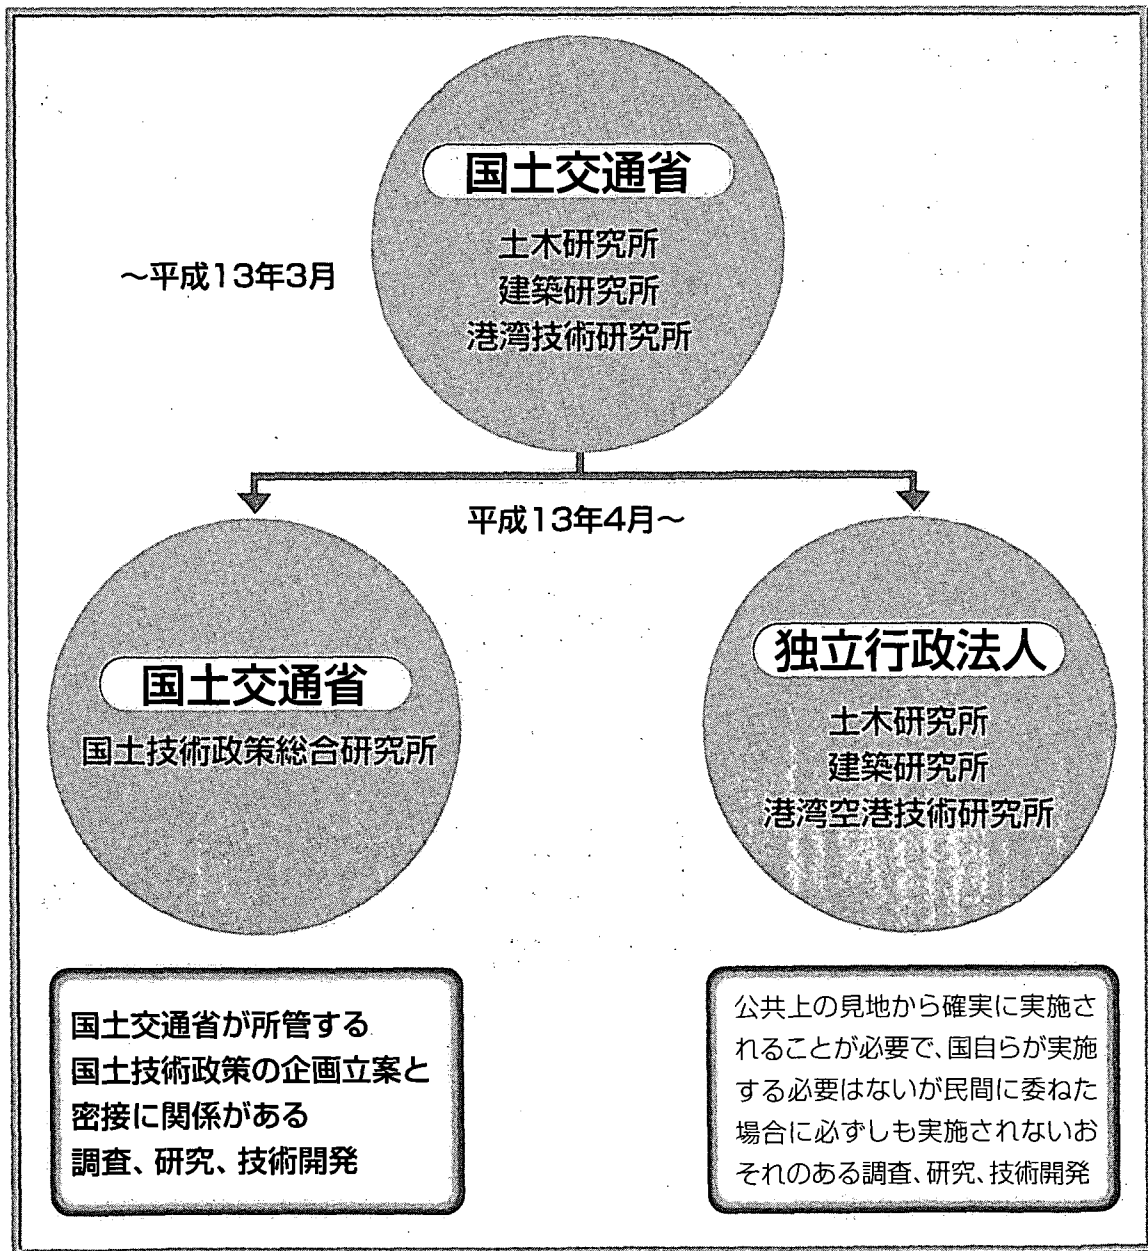 国土交通省
土木研究所
建築研究所
港湾技術研究所
～平成13年3月
平成13年4月～
国土交通省
国土技術政策総合研究所
独立行政法人
土木研究所
建築研究所
港湾空港技術研究所
国土交通省が所管する
国土技術政策の企画立案と
密接に関係がある
調査、研究、技術開発
公共上の見地から確実に実施さ
れることが必要で、国自らが実施
する必要はないが民間に委ねた
場合に必ずしも実施されないお
それのある調査、研究、技術開発